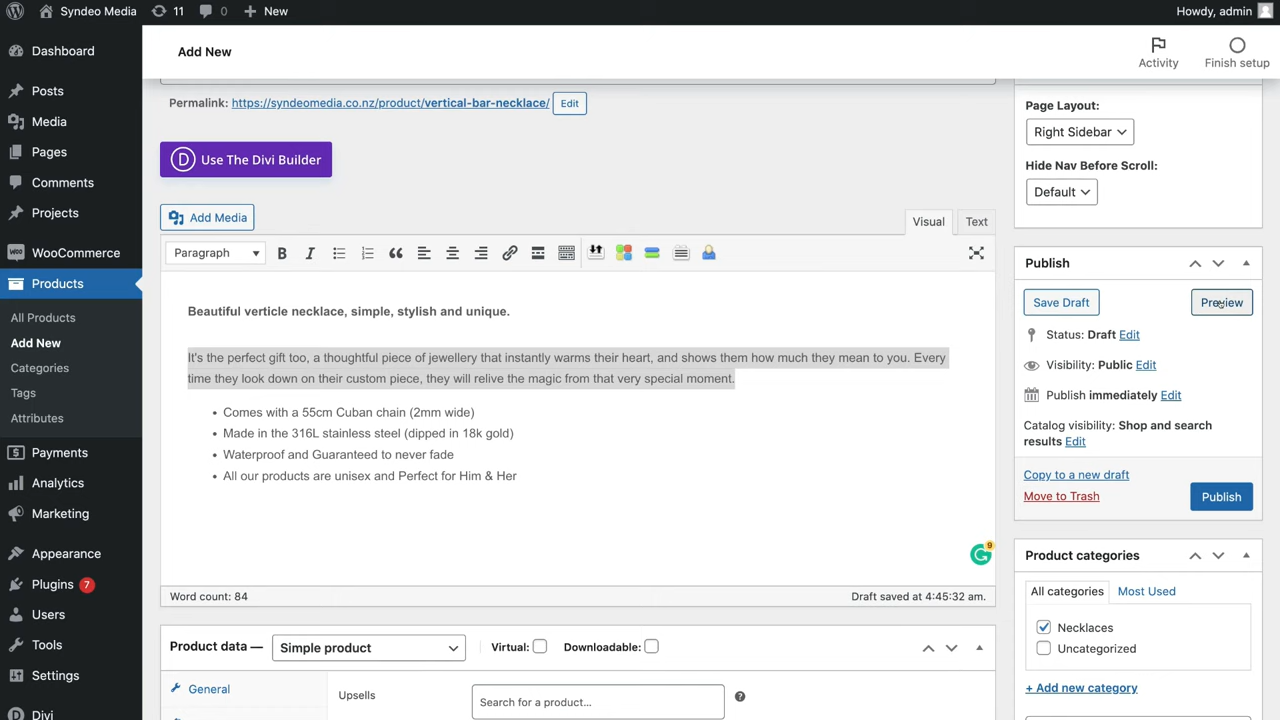 Syndeo Media
11
0
New
Howdy, admin
Dashboard
Posts
Media
Pages
Comments
Projects
WooCommerce
Products
All Products
Add New
Categories
Tags
Attributes
Payments
Analytics
Marketing
Appearance
Plugins 7
Users
Tools
Settings
Divi
Add New
Activity
Finish setup
Permalink: https://syndeomedia.co.nz/product/vertical-bar-necklace/ Edit
D Use The Divi Builder
Add Media
Visual Text
Paragraph B I
Beautiful verticle necklace, simple, stylish and unique.
It's the perfect gift too, a thoughtful piece of jewellery that instantly warms their heart, and shows them how much they mean to you. Every
time they look down on their custom piece, they will relive the magic from that very special moment.
• Comes with a 55cm Cuban chain (2mm wide)
• Made in the 316L stainless steel (dipped in 18k gold)
• Waterproof and Guaranteed to never fade
• All our products are unisex and Perfect for Him & Her
9
Word count: 84
Draft saved at 4:45:32 am.
Product data — Simple product
Virtual:
Downloadable:
General
Upsells
Search for a product…
?
Page Layout:
Right Sidebar
Hide Nav Before Scroll:
Default
Publish
Save Draft
Preview
Status: Draft Edit
Visibility: Public Edit
Publish immediately Edit
Catalog visibility: Shop and search
results Edit
Copy to a new draft
Move to Trash
Publish
Product categories
All categories
Most Used
Necklaces
Uncategorized
+ Add new category